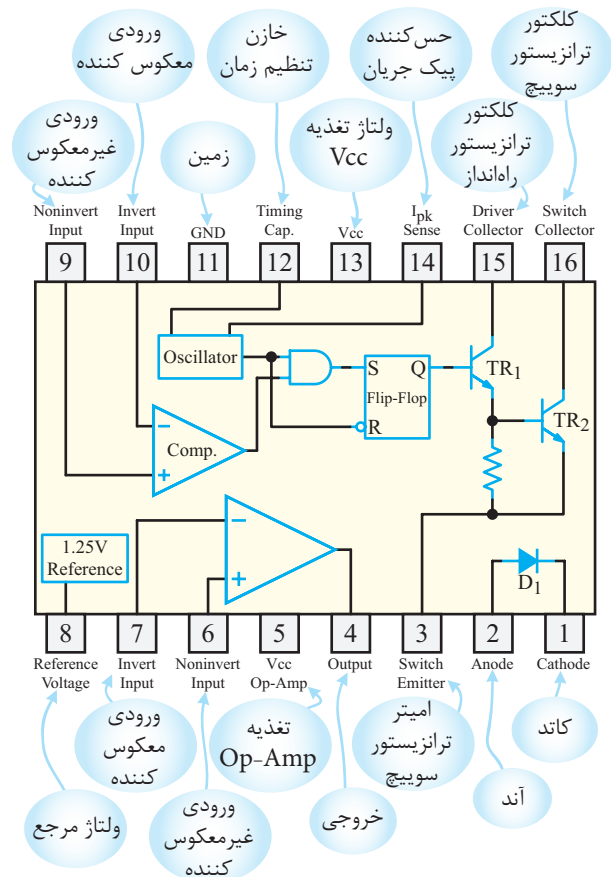 ورودی
معکوس کننده
خازن
تنظیم زمان
حس‌کننده
پیک جریان
کلکتور
ترانزیستور
سوییچ
ورودی
غیرمعکوس
کننده
زمین
ولتاژ تغذیه
Vcc
کلکتور
ترانزیستور
راه‌انداز
Noninvert
Input
Invert
Input
GND
Timing
Cap.
Vcc
Ipk
Sense
Driver
Collector
Switch
Collector
9
10
11
12
13
14
15
16
Oscillator
S
Q
Flip-Flop
R
TR1
TR2
−
Comp.
+
1.25V
Reference
−
+
D1
8
7
6
5
4
3
2
1
Reference
Voltage
Invert
Input
Noninvert
Input
Vcc
Op-Amp
Output
Switch
Emitter
Anode
Cathode
ورودی
معکوس
کننده
تغذیه
Op-Amp
امیتر
ترانزیستور
سوییچ
کاتد
ولتاژ مرجع
ورودی
غیرمعکوس
کننده
خروجی
آند